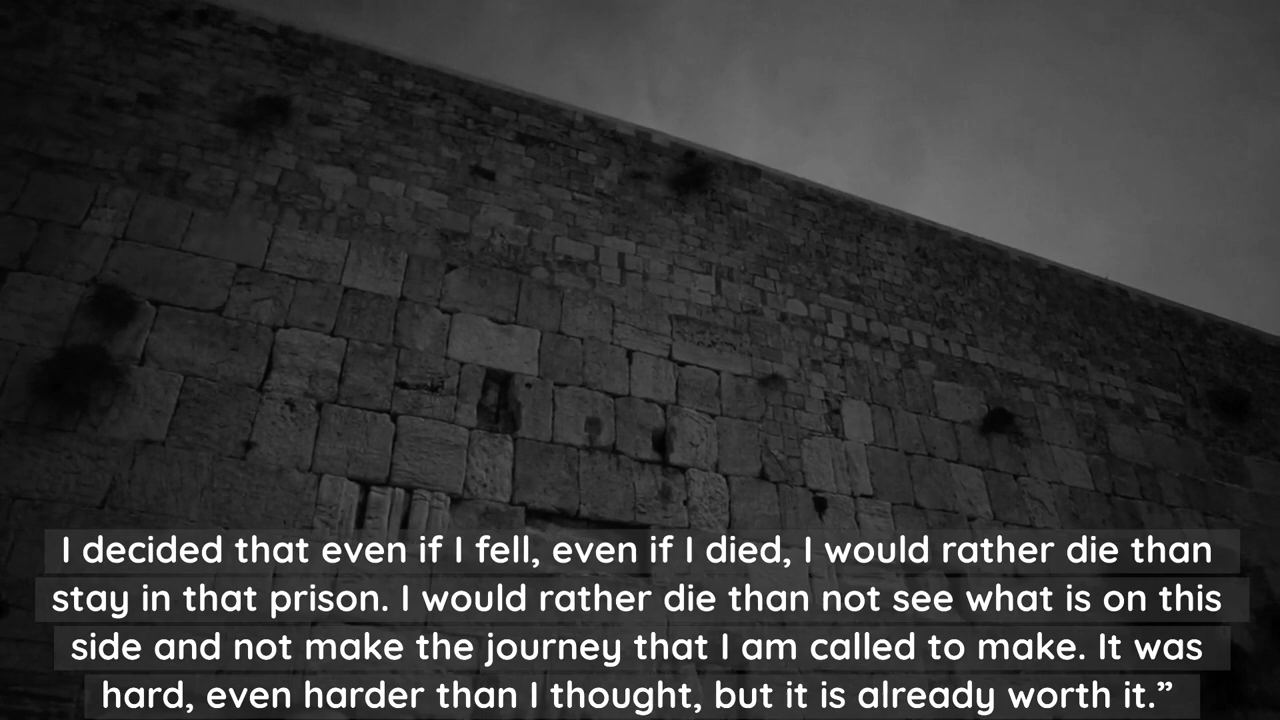 I decided that even if I fell, even if I died, I would rather die than
stay in that prison. I would rather die than not see what is on this
side and not make the journey that I am called to make. It was
hard, even harder than I thought, but it is already worth it.”